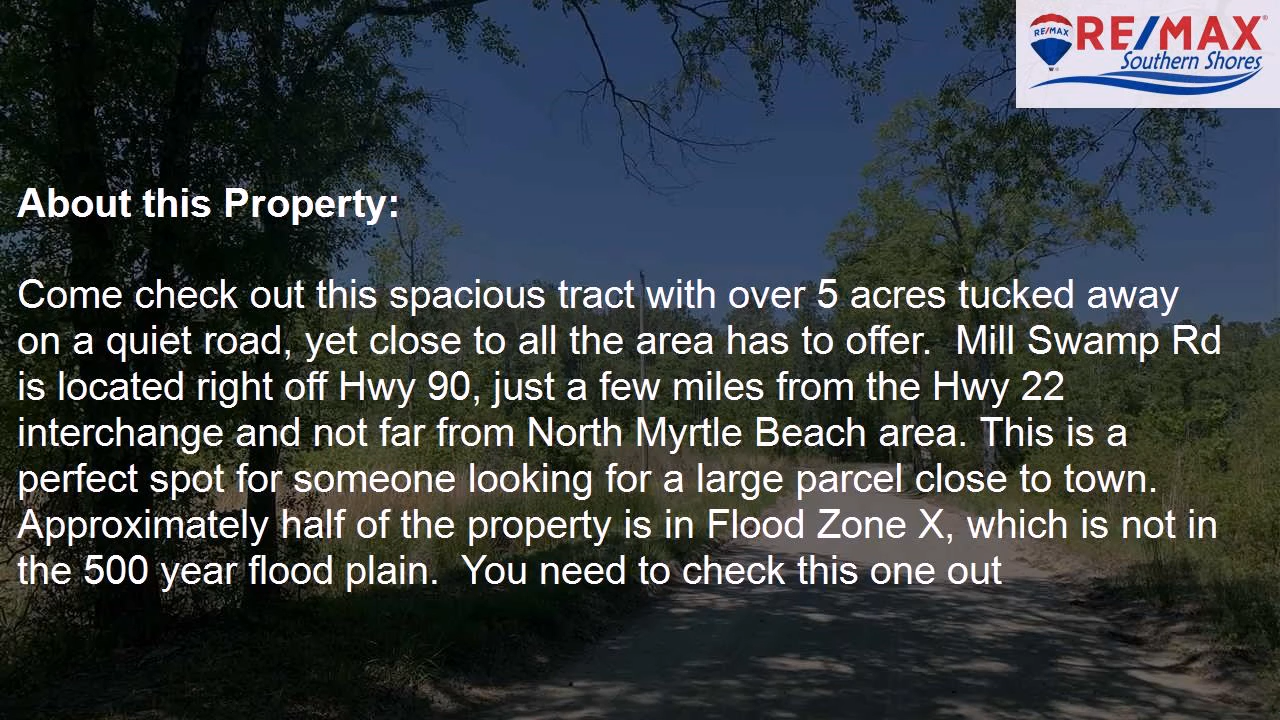 RE/MAX
RE/MAX
Southern Shores
About this Property:
Come check out this spacious tract with over 5 acres tucked away
on a quiet road, yet close to all the area has to offer.  Mill Swamp Rd
is located right off Hwy 90, just a few miles from the Hwy 22
interchange and not far from North Myrtle Beach area. This is a
perfect spot for someone looking for a large parcel close to town.
Approximately half of the property is in Flood Zone X, which is not in
the 500 year flood plain.  You need to check this one out